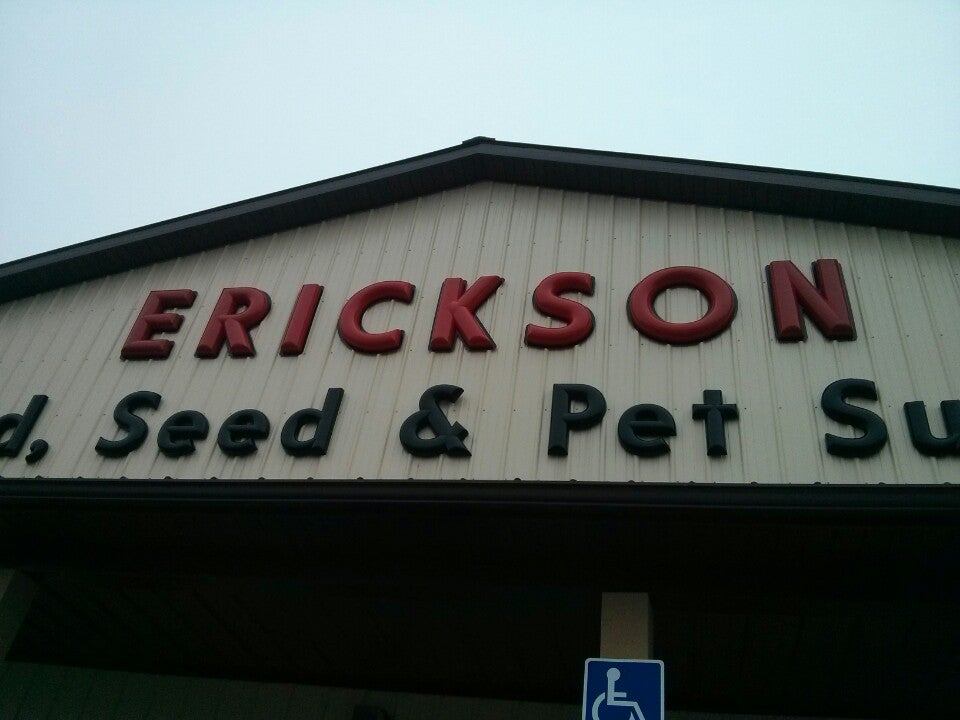 ERICKSON
d, Seed & Pet Su